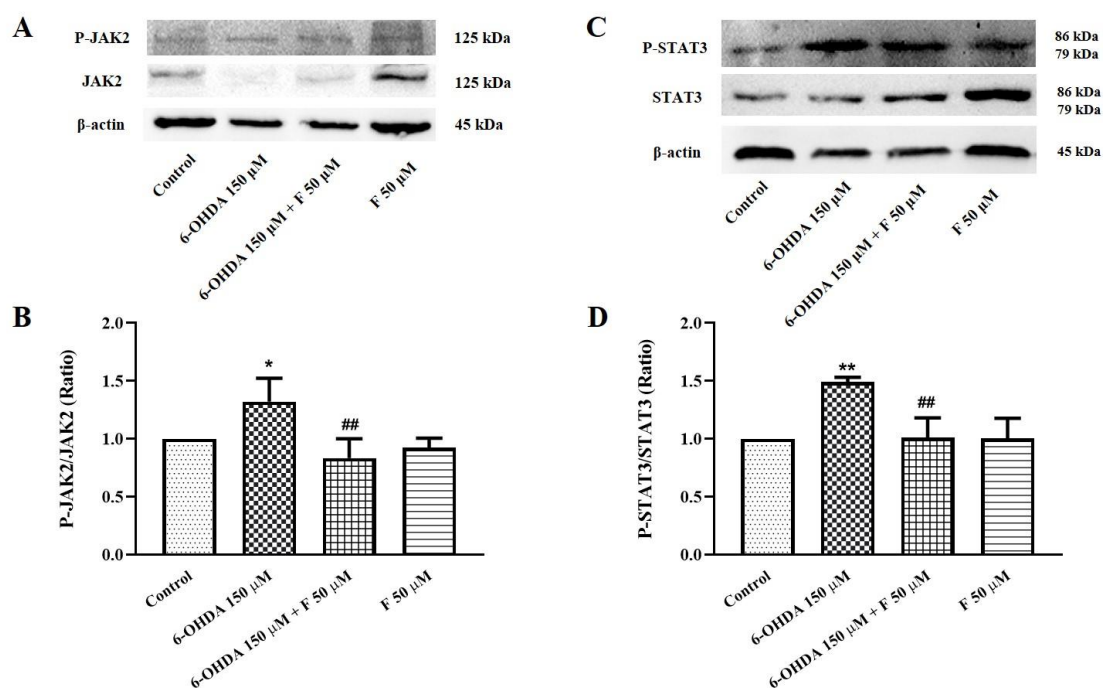 A
P-JAK2
125 kDa
JAK2
125 kDa
β-actin
45 kDa
Control
6-OHDA 150 μM
6-OHDA 150 μM + F 50 μM
F 50 μM
C
P-STAT3
86 kDa
79 kDa
STAT3
86 kDa
79 kDa
β-actin
45 kDa
Control
6-OHDA 150 μM
6-OHDA 150 μM + F 50 μM
F 50 μM
B
P-JAK2/JAK2 (Ratio)
2.0
1.5
1.0
0.5
0.0
*
##
Control
6-OHDA 150 μM
6-OHDA 150 μM + F 50 μM
F 50 μM
D
P-STAT3/STAT3 (Ratio)
2.0
1.5
1.0
0.5
0.0
**
##
Control
6-OHDA 150 μM
6-OHDA 150 μM + F 50 μM
F 50 μM